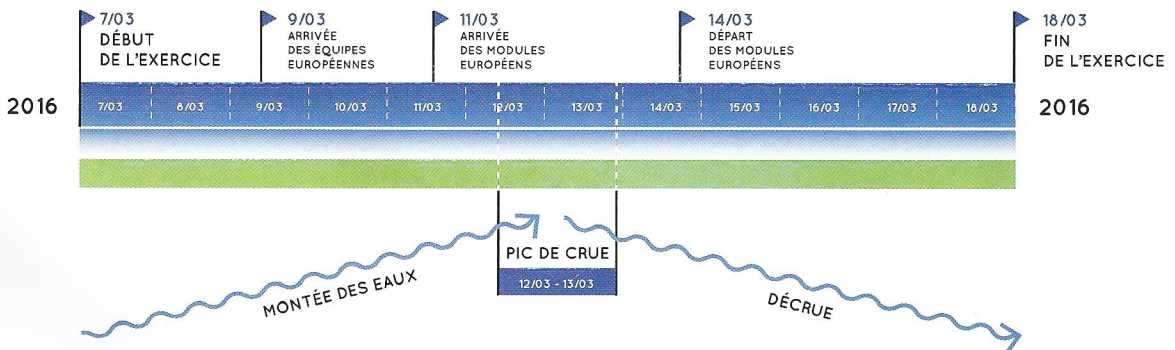 7/03
DÉBUT
DE L'EXERCICE
9/03
ARRIVÉE
DES ÉQUIPES
EUROPÉENNES
11/03
ARRIVÉE
DES MODULES
EUROPÉENS
14/03
DÉPART
DES MODULES
EUROPÉENS
18/03
FIN
DE L'EXERCICE
2016
7/03 8/03 9/03 10/03 11/03 12/03 13/03 14/03 15/03 16/03 17/03 18/03
2016
MONTÉE DES EAUX
PIC DE CRUE
12/03 - 13/03
DÉCRUE